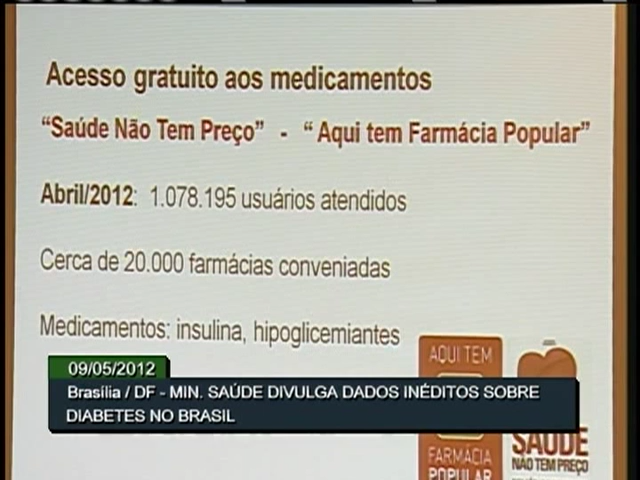 Acesso gratuito aos medicamentos
“Saúde Não Tem Preço” - “ Aqui tem Farmácia Popular”
Abril/2012: 1.078.195 usuários atendidos
Cerca de 20.000 farmácias conveniadas
Medicamentos: insulina, hipoglicemiantes
AQUI TEM
09/05/2012
Brasília / DF - MIN. SAÚDE DIVULGA DADOS INÉDITOS SOBRE
DIABETES NO BRASIL
FARMÁCIA
POPULAR
SAÚDE
NÃO TEM PREÇO